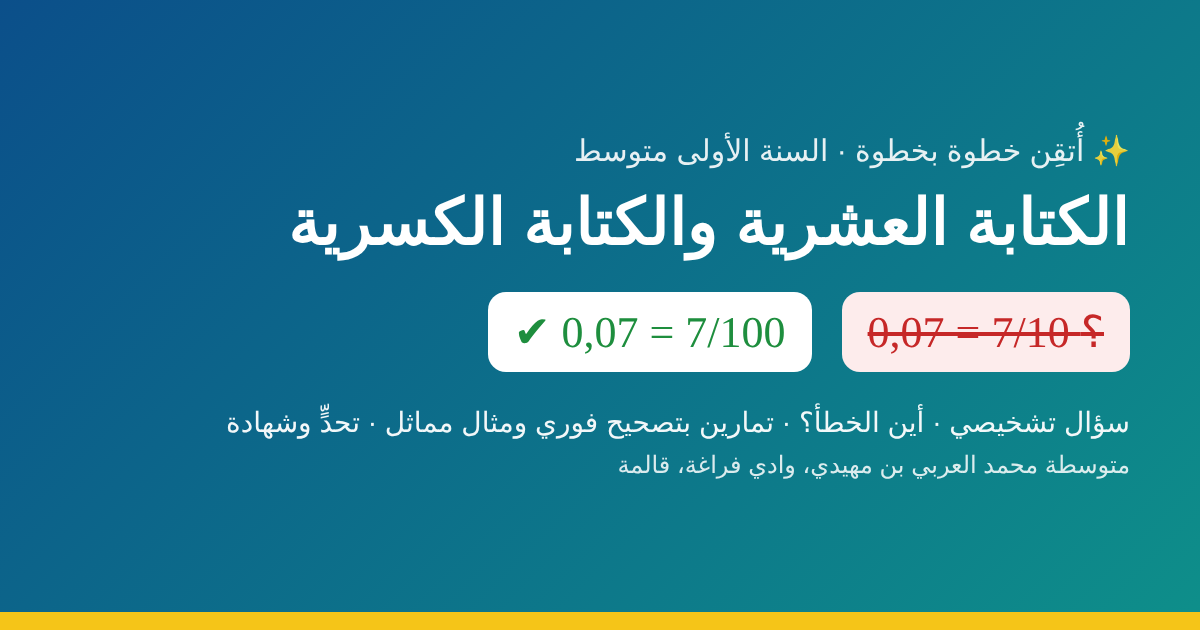 ✨ أُتقِن خطوة بخطوة · السنة الأولى متوسط
الكتابة العشرية والكتابة الكسرية
0,07 = 7/10 ؟
0,07 = 7/100 ✔
سؤال تشخيصي · أين الخطأ؟ · تمارين بتصحيح فوري ومثال مماثل · تحدٍّ وشهادة
متوسطة محمد العربي بن مهيدي، وادي فراغة، قالمة